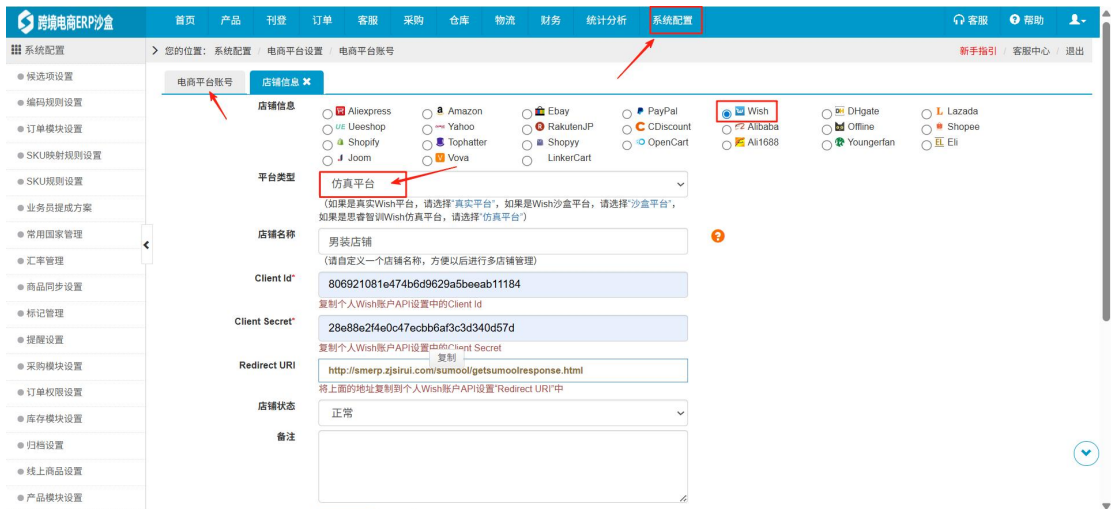 跨境电商ERP沙盒
首页 产品 刊登 订单 客服 采购 仓库 物流 财务 统计分析 系统配置 客服 帮助
系统配置
您的位置: 系统配置 / 电商平台设置 / 电商平台账号
新手指引 / 客服中心 / 退出
候选项设置
编码规则设置
订单模块设置
SKU映射规则设置
SKU规则设置
业务员提成方案
常用国家管理
汇率管理
商品同步设置
标记管理
提醒设置
采购模块设置
订单权限设置
库存模块设置
归档设置
线上商品设置
产品模块设置
电商平台账号 店铺信息 ✖
店铺信息
Aliexpress Amazon Ebay PayPal Wish DHgate Lazada
Ueeshop Yahoo RakutenJP CDiscount Alibaba Offline Shopee
Shopify Tophatter Shopyy OpenCart Ali1688 Youngerfan Eli
Joom Vova LinkerCart
平台类型
仿真平台
(如果是真实Wish平台，请选择"真实平台"，如果是Wish沙盒平台，请选择"沙盒平台"，
如果是思睿智训Wish仿真平台，请选择"仿真平台")
店铺名称
男装店铺
(请自定义一个店铺名称，方便以后进行多店铺管理)
Client Id*
806921081e474b6d9629a5beeab11184
复制个人Wish账户API设置中的Client Id
Client Secret*
28e88e2f4e0c47ecbb6af3c3d340d57d
复制个人Wish账户API设置中的Client Secret
复制
Redirect URI
http://smerp.zjsirui.com/sumool/getsumoolresponse.html
将上面的地址复制到个人Wish账户API设置"Redirect URI"中
店铺状态
正常
备注